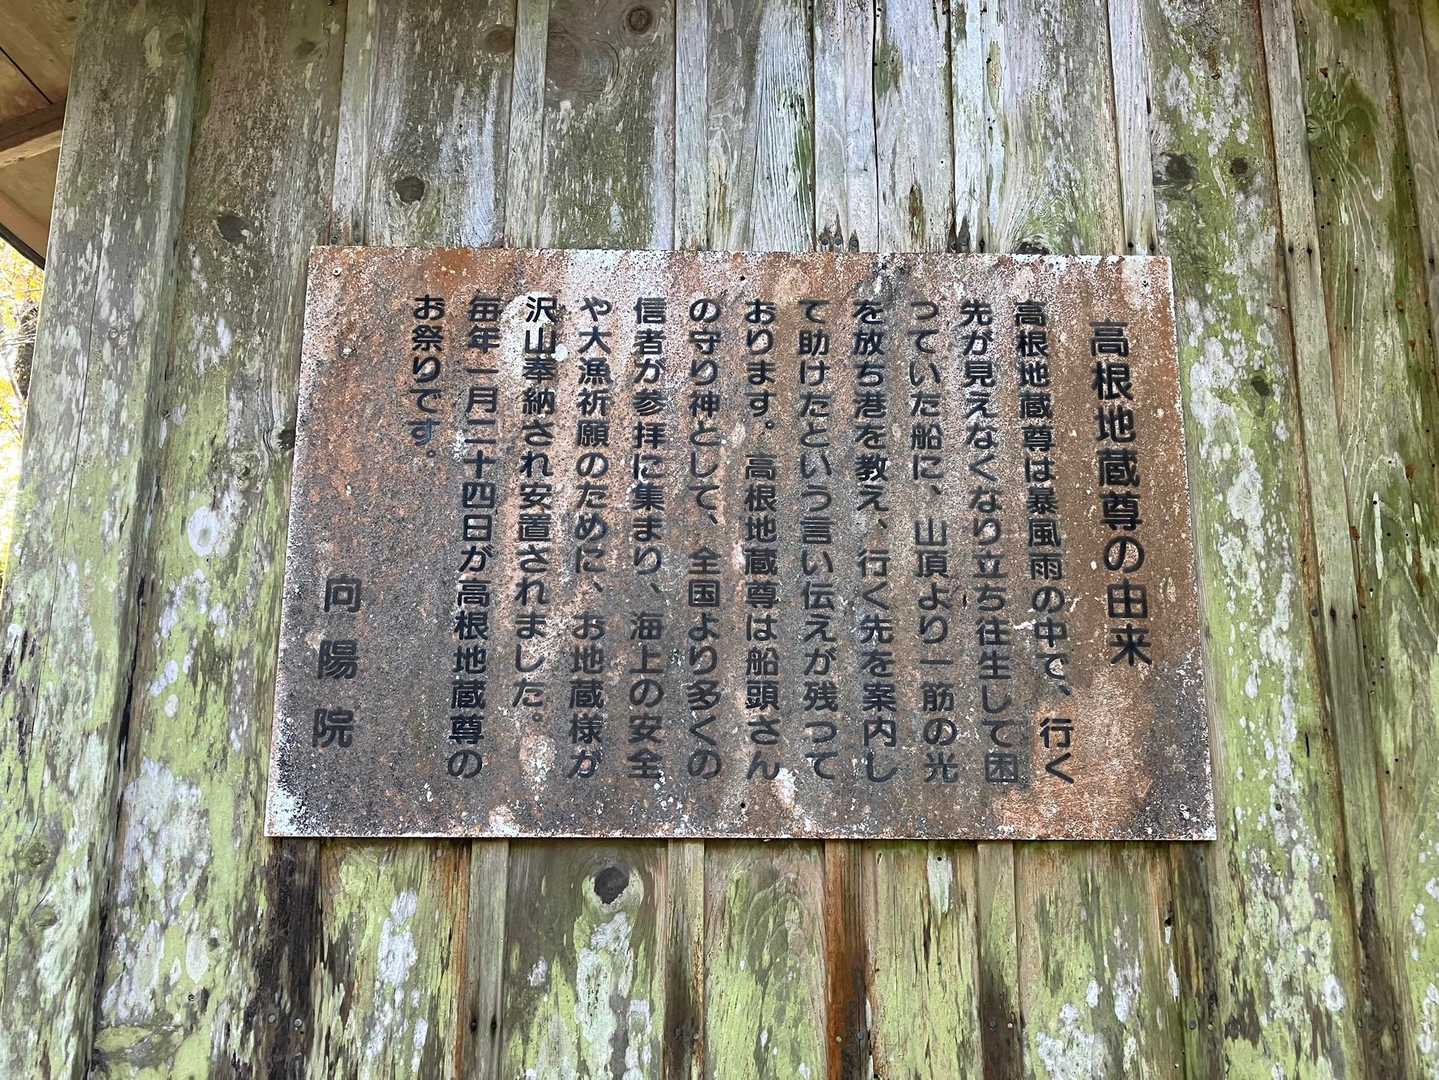 高根地蔵尊の由来
高根地蔵尊は暴風雨の中で、行く
先が見えなくなり立ち往生して困
っていた船に、山頂より一筋の光
を放ち港を教え、行く先を案内し
て助けたという言い伝えが残って
おります。高根地蔵尊は船頭さん
の守り神として、全国より多くの
信者が参拝に集まり、海上の安全
や大漁祈願のために、お地蔵様が
沢山奉納され安置されました。
毎年一月二十四日が高根地蔵尊の
お祭りです。
向陽院